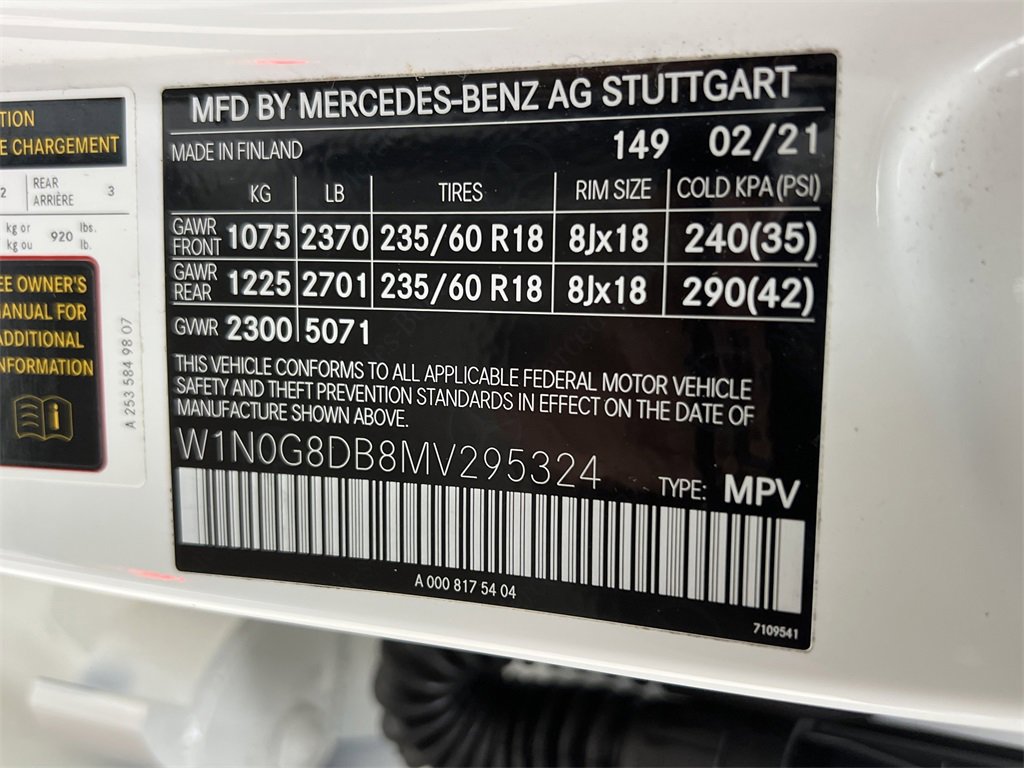 TION
E CHARGEMENT
2 REAR ARRIÈRE 3
kg or kg ou 920 lbs. lb.
EE OWNER'S
ANUAL FOR
ADDITIONAL
NFORMATION
i
A 253 584 98 07
MFD BY MERCEDES-BENZ AG STUTTGART
MADE IN FINLAND 149 02/21
KG LB TIRES RIM SIZE COLD KPA (PSI)
GAWR FRONT 1075 2370 235/60 R18 8Jx18 240(35)
GAWR REAR 1225 2701 235/60 R18 8Jx18 290(42)
GVWR 2300 5071
THIS VEHICLE CONFORMS TO ALL APPLICABLE FEDERAL MOTOR VEHICLE
SAFETY AND THEFT PREVENTION STANDARDS IN EFFECT ON THE DATE OF
MANUFACTURE SHOWN ABOVE.
W1N0G8DB8MV295324
TYPE: MPV
A 000 817 54 04
7109541